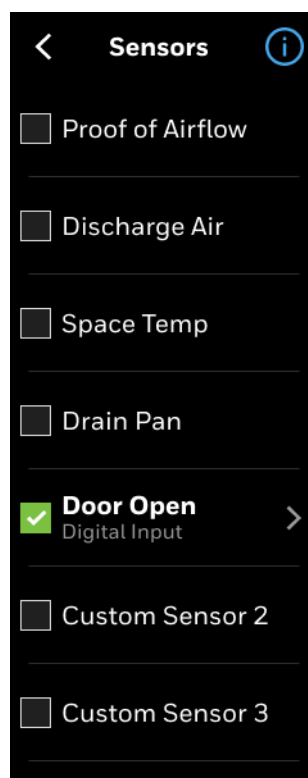 Sensors
Proof of Airflow
Discharge Air
Space Temp
Drain Pan
Door Open
Digital Input
Custom Sensor 2
Custom Sensor 3